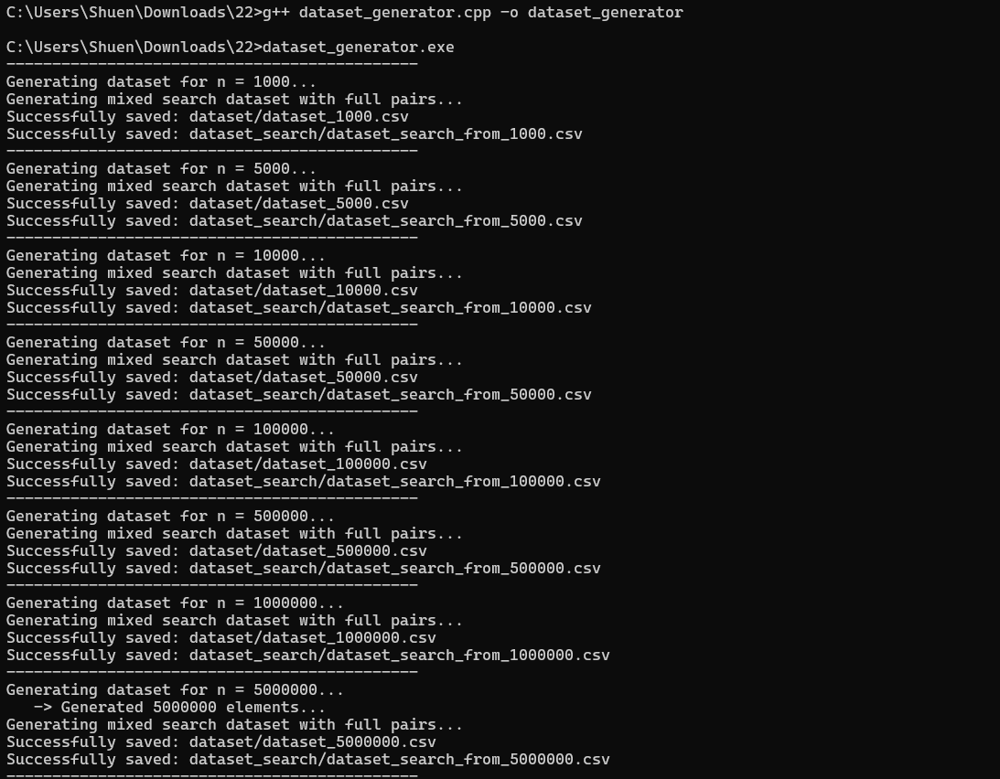 C:\Users\Shuen\Downloads\22>g++ dataset_generator.cpp -o dataset_generator
C:\Users\Shuen\Downloads\22>dataset_generator.exe
---------------------------------------------
Generating dataset for n = 1000...
Generating mixed search dataset with full pairs...
Successfully saved: dataset/dataset_1000.csv
Successfully saved: dataset_search/dataset_search_from_1000.csv
---------------------------------------------
Generating dataset for n = 5000...
Generating mixed search dataset with full pairs...
Successfully saved: dataset/dataset_5000.csv
Successfully saved: dataset_search/dataset_search_from_5000.csv
---------------------------------------------
Generating dataset for n = 10000...
Generating mixed search dataset with full pairs...
Successfully saved: dataset/dataset_10000.csv
Successfully saved: dataset_search/dataset_search_from_10000.csv
---------------------------------------------
Generating dataset for n = 50000...
Generating mixed search dataset with full pairs...
Successfully saved: dataset/dataset_50000.csv
Successfully saved: dataset_search/dataset_search_from_50000.csv
---------------------------------------------
Generating dataset for n = 100000...
Generating mixed search dataset with full pairs...
Successfully saved: dataset/dataset_100000.csv
Successfully saved: dataset_search/dataset_search_from_100000.csv
---------------------------------------------
Generating dataset for n = 500000...
Generating mixed search dataset with full pairs...
Successfully saved: dataset/dataset_500000.csv
Successfully saved: dataset_search/dataset_search_from_500000.csv
---------------------------------------------
Generating dataset for n = 1000000...
Generating mixed search dataset with full pairs...
Successfully saved: dataset/dataset_1000000.csv
Successfully saved: dataset_search/dataset_search_from_1000000.csv
---------------------------------------------
Generating dataset for n = 5000000...
   -> Generated 5000000 elements...
Generating mixed search dataset with full pairs...
Successfully saved: dataset/dataset_5000000.csv
Successfully saved: dataset_search/dataset_search_from_5000000.csv
---------------------------------------------